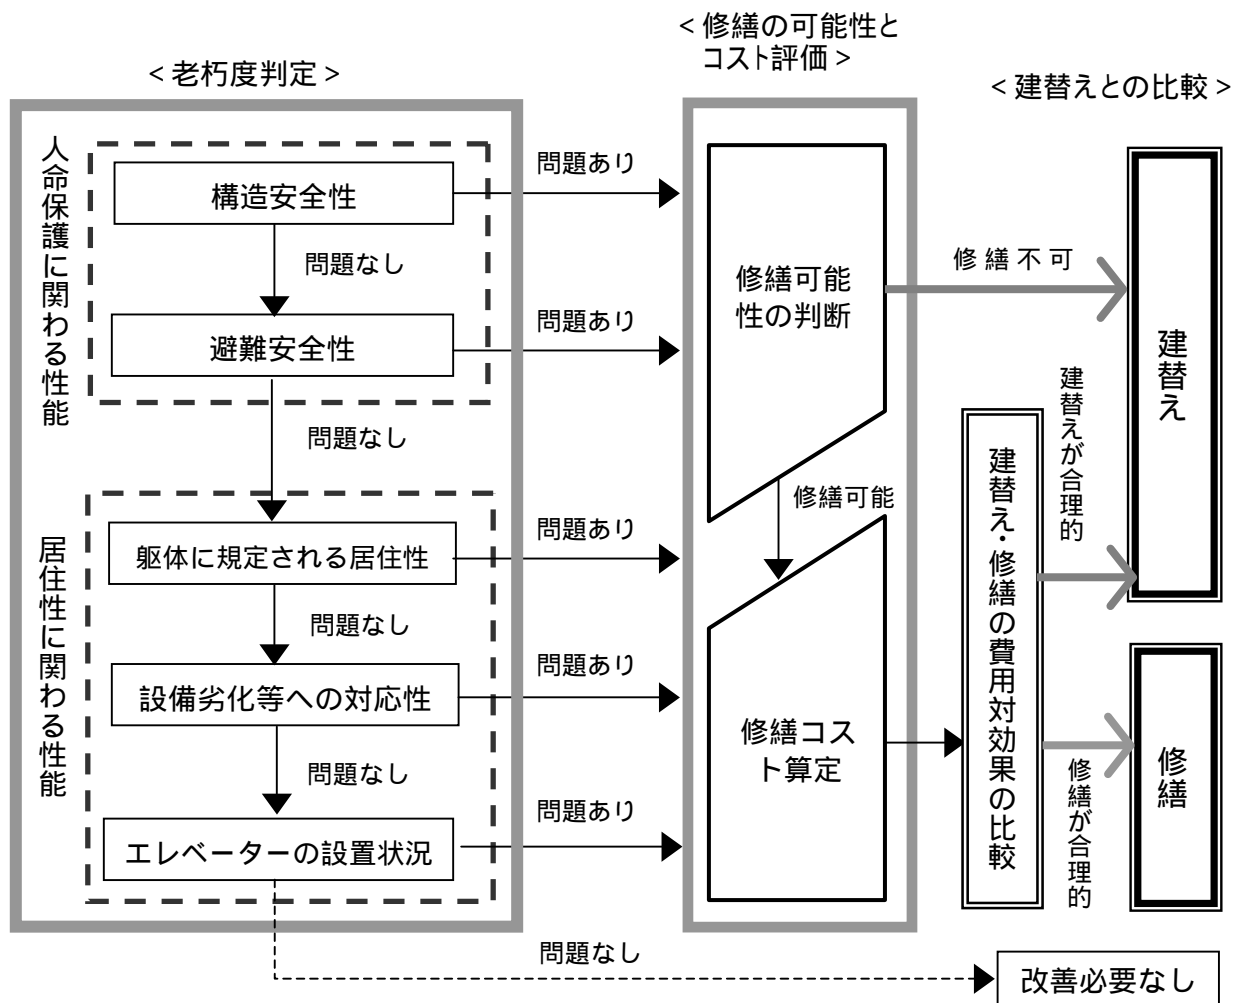 ＜老朽度判定＞
＜修繕の可能性と
コスト評価＞
＜建替えとの比較＞
人命保護に関わる性能
構造安全性
問題あり
問題なし
避難安全性
問題あり
問題なし
居住性に関わる性能
躯体に規定される居住性
問題あり
問題なし
設備劣化等への対応性
問題あり
問題なし
エレベーターの設置状況
問題あり
問題なし
修繕可能
性の判断
修繕不可
修繕可能
修繕コス
ト算定
建替え・修繕の費用対効果の比較
建替えが合理的
建替え
修繕が合理的
修繕
改善必要なし